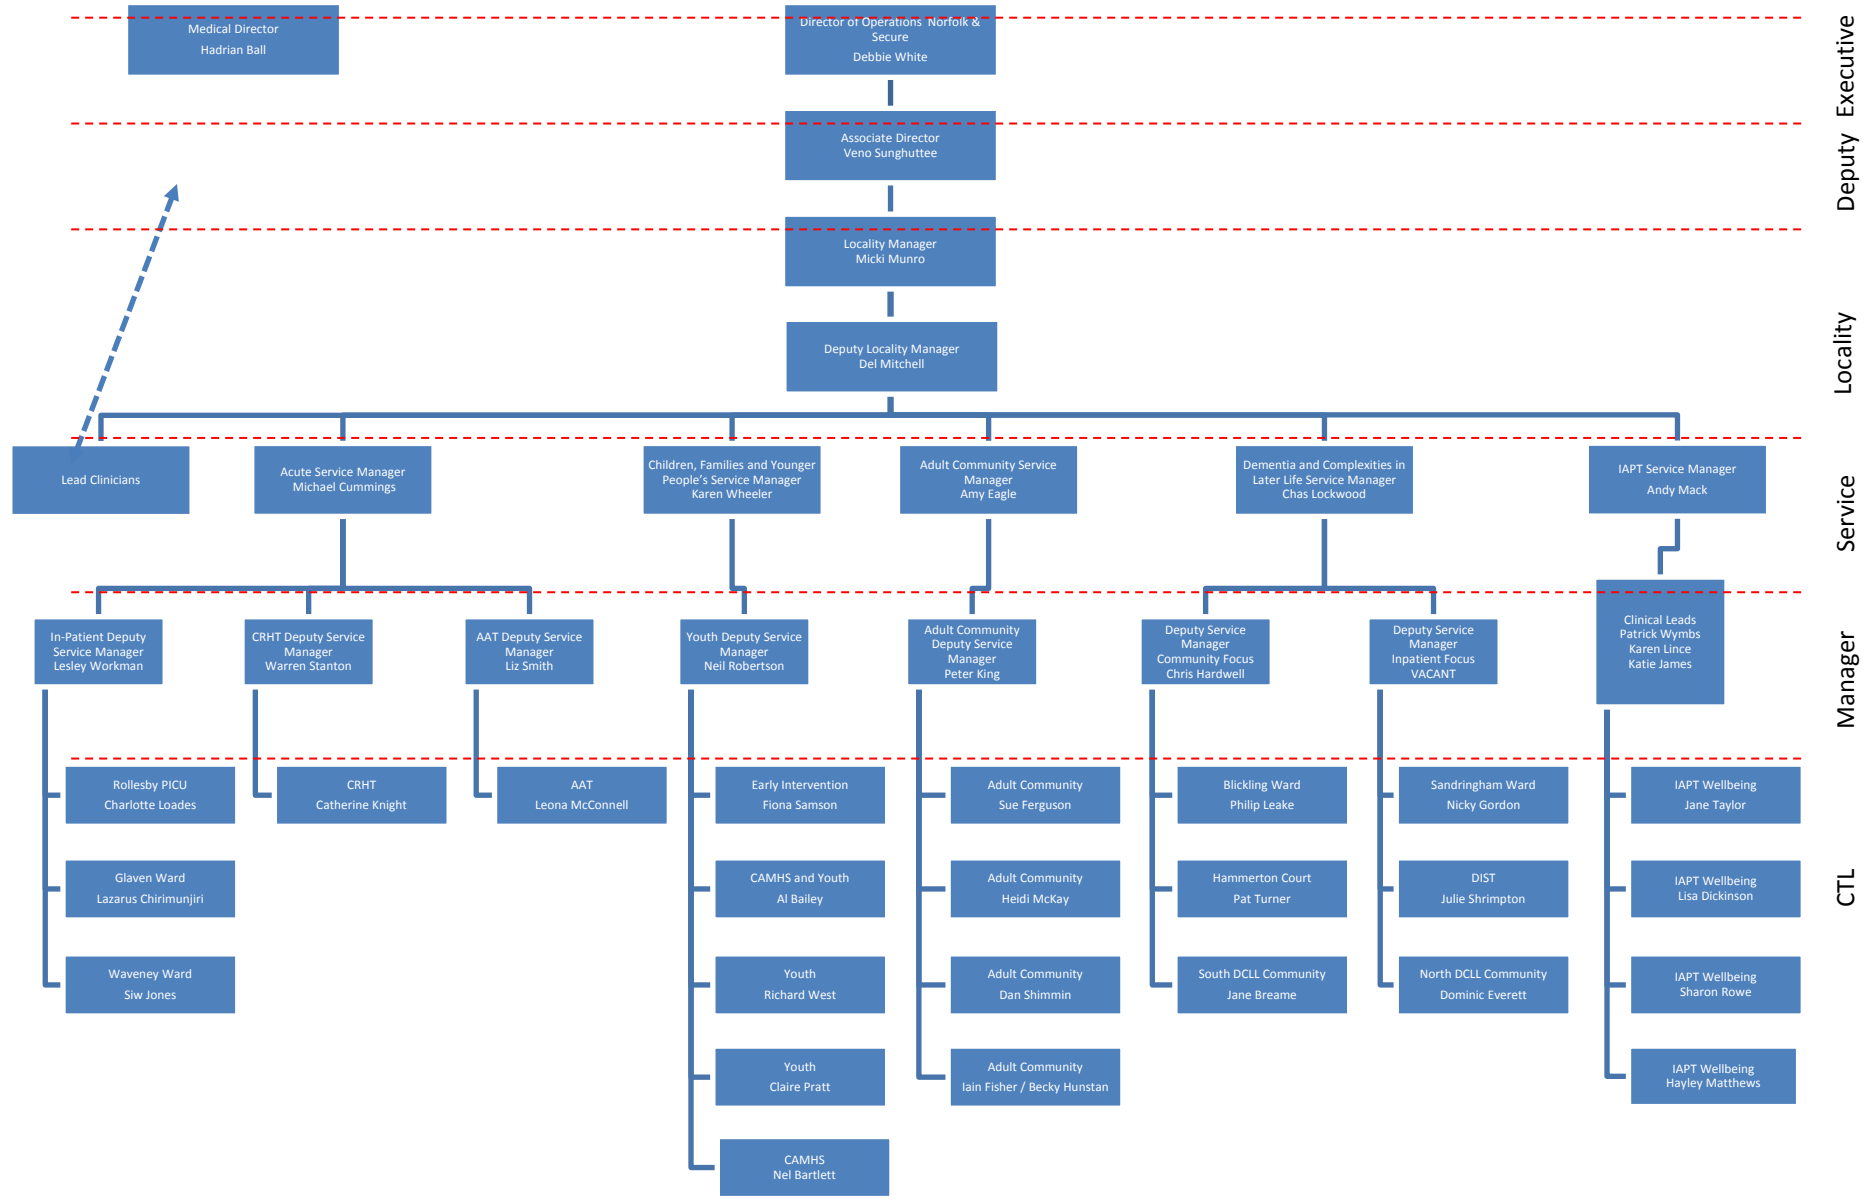 Medical Director
Hadrian Ball
Director of Operations  Norfolk &
Secure
Debbie White
Executive
Associate Director
Veno Sunghuttee
Deputy
Locality Manager
Micki Munro
Deputy Locality Manager
Del Mitchell
Locality
Lead Clinicians
Acute Service Manager
Michael Cummings
Children, Families and Younger
People’s Service Manager
Karen Wheeler
Adult Community Service
Manager
Amy Eagle
Dementia and Complexities in
Later Life Service Manager
Chas Lockwood
IAPT Service Manager
Andy Mack
Service
In-Patient Deputy
Service Manager
Lesley Workman
CRHT Deputy Service
Manager
Warren Stanton
AAT Deputy Service
Manager
Liz Smith
Youth Deputy Service
Manager
Neil Robertson
Adult Community
Deputy Service
Manager
Peter King
Deputy Service
Manager
Community Focus
Chris Hardwell
Deputy Service
Manager
Inpatient Focus
VACANT
Clinical Leads
Patrick Wymbs
Karen Lince
Katie James
Manager
Rollesby PICU
Charlotte Loades
CRHT
Catherine Knight
AAT
Leona McConnell
Early Intervention
Fiona Samson
Adult Community
Sue Ferguson
Blickling Ward
Philip Leake
Sandringham Ward
Nicky Gordon
IAPT Wellbeing
Jane Taylor
Glaven Ward
Lazarus Chirimunjiri
CAMHS and Youth
Al Bailey
Adult Community
Heidi McKay
Hammerton Court
Pat Turner
DIST
Julie Shrimpton
IAPT Wellbeing
Lisa Dickinson
CTL
Waveney Ward
Siw Jones
Youth
Richard West
Adult Community
Dan Shimmin
South DCLL Community
Jane Breame
North DCLL Community
Dominic Everett
IAPT Wellbeing
Sharon Rowe
Youth
Claire Pratt
Adult Community
Iain Fisher / Becky Hunstan
IAPT Wellbeing
Hayley Matthews
CAMHS
Nel Bartlett